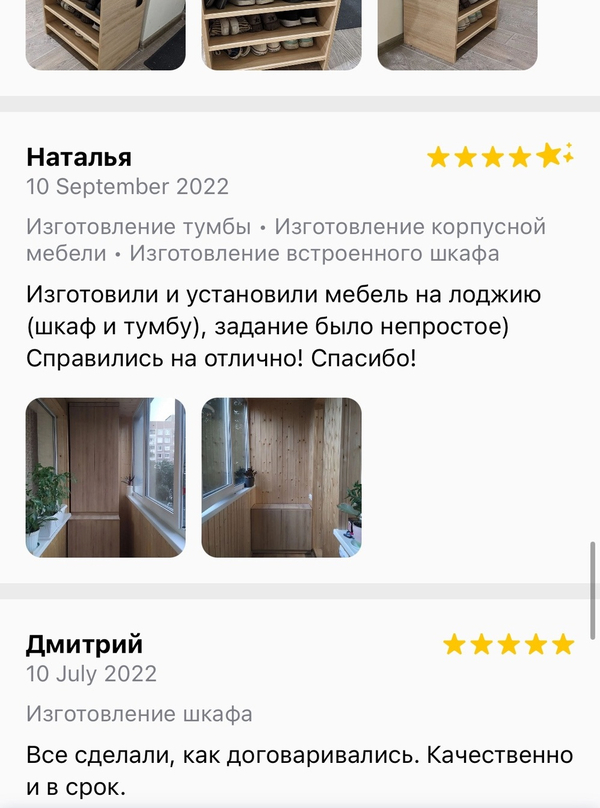 Наталья
10 September 2022
Изготовление тумбы • Изготовление корпусной
мебели • Изготовление встроенного шкафа
Изготовили и установили мебель на лоджию
(шкаф и тумбу), задание было непростое)
Справились на отлично! Спасибо!
Дмитрий
10 July 2022
Изготовление шкафа
Все сделали, как договаривались. Качественно
и в срок.